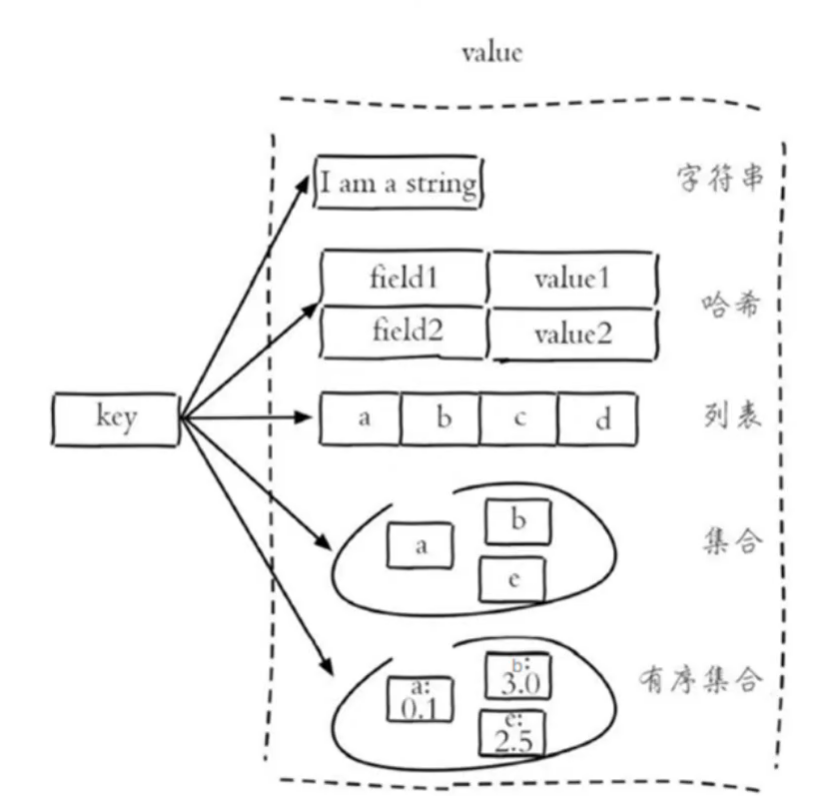 value
I am a string
字符串
field1 value1
哈希
field2 value2
key
a b c d
列表
b
a
集合
e
b:
3.0
有序集合
a:
0.1
e:
2.5